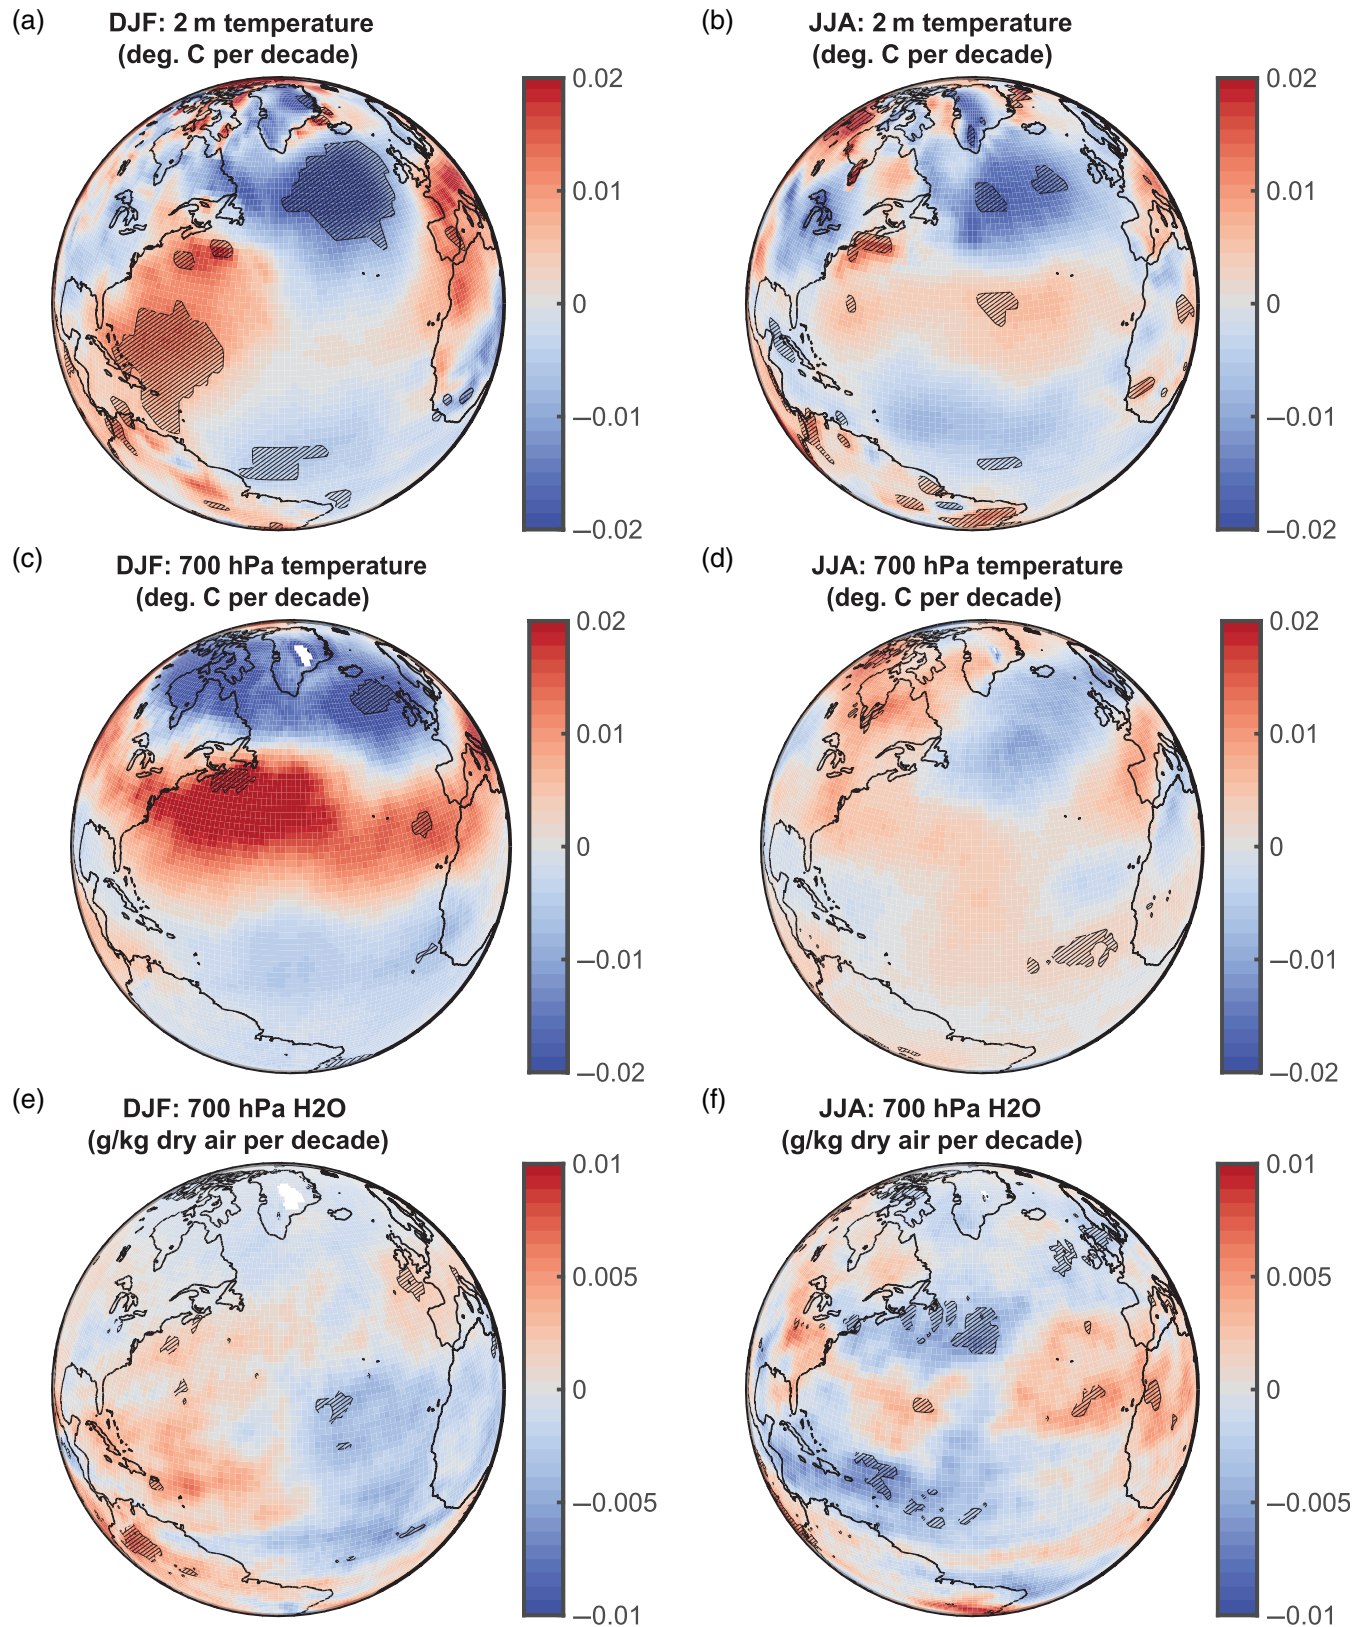 (a)
DJF: 2 m temperature
(deg. C per decade)
0.02
0.01
0
−0.01
−0.02
(b)
JJA: 2 m temperature
(deg. C per decade)
0.02
0.01
0
−0.01
−0.02
(c)
DJF: 700 hPa temperature
(deg. C per decade)
0.02
0.01
0
−0.01
−0.02
(d)
JJA: 700 hPa temperature
(deg. C per decade)
0.02
0.01
0
−0.01
−0.02
(e)
DJF: 700 hPa H2O
(g/kg dry air per decade)
0.01
0.005
0
−0.005
−0.01
(f)
JJA: 700 hPa H2O
(g/kg dry air per decade)
0.01
0.005
0
−0.005
−0.01